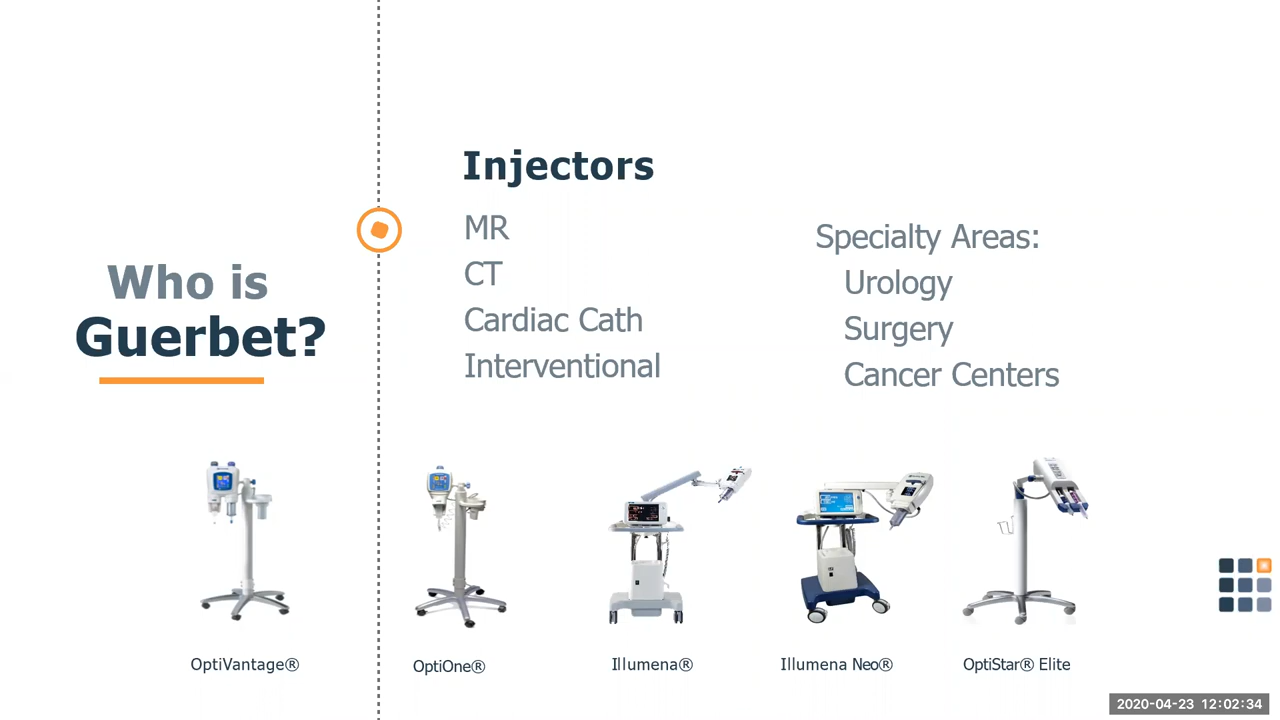 Who is
Guerbet?
Injectors
MR
CT
Cardiac Cath
Interventional
Specialty Areas:
Urology
Surgery
Cancer Centers
OptiVantage®
OptiOne®
Illumena®
Illumena Neo®
OptiStar® Elite
2020-04-23 12:02:34